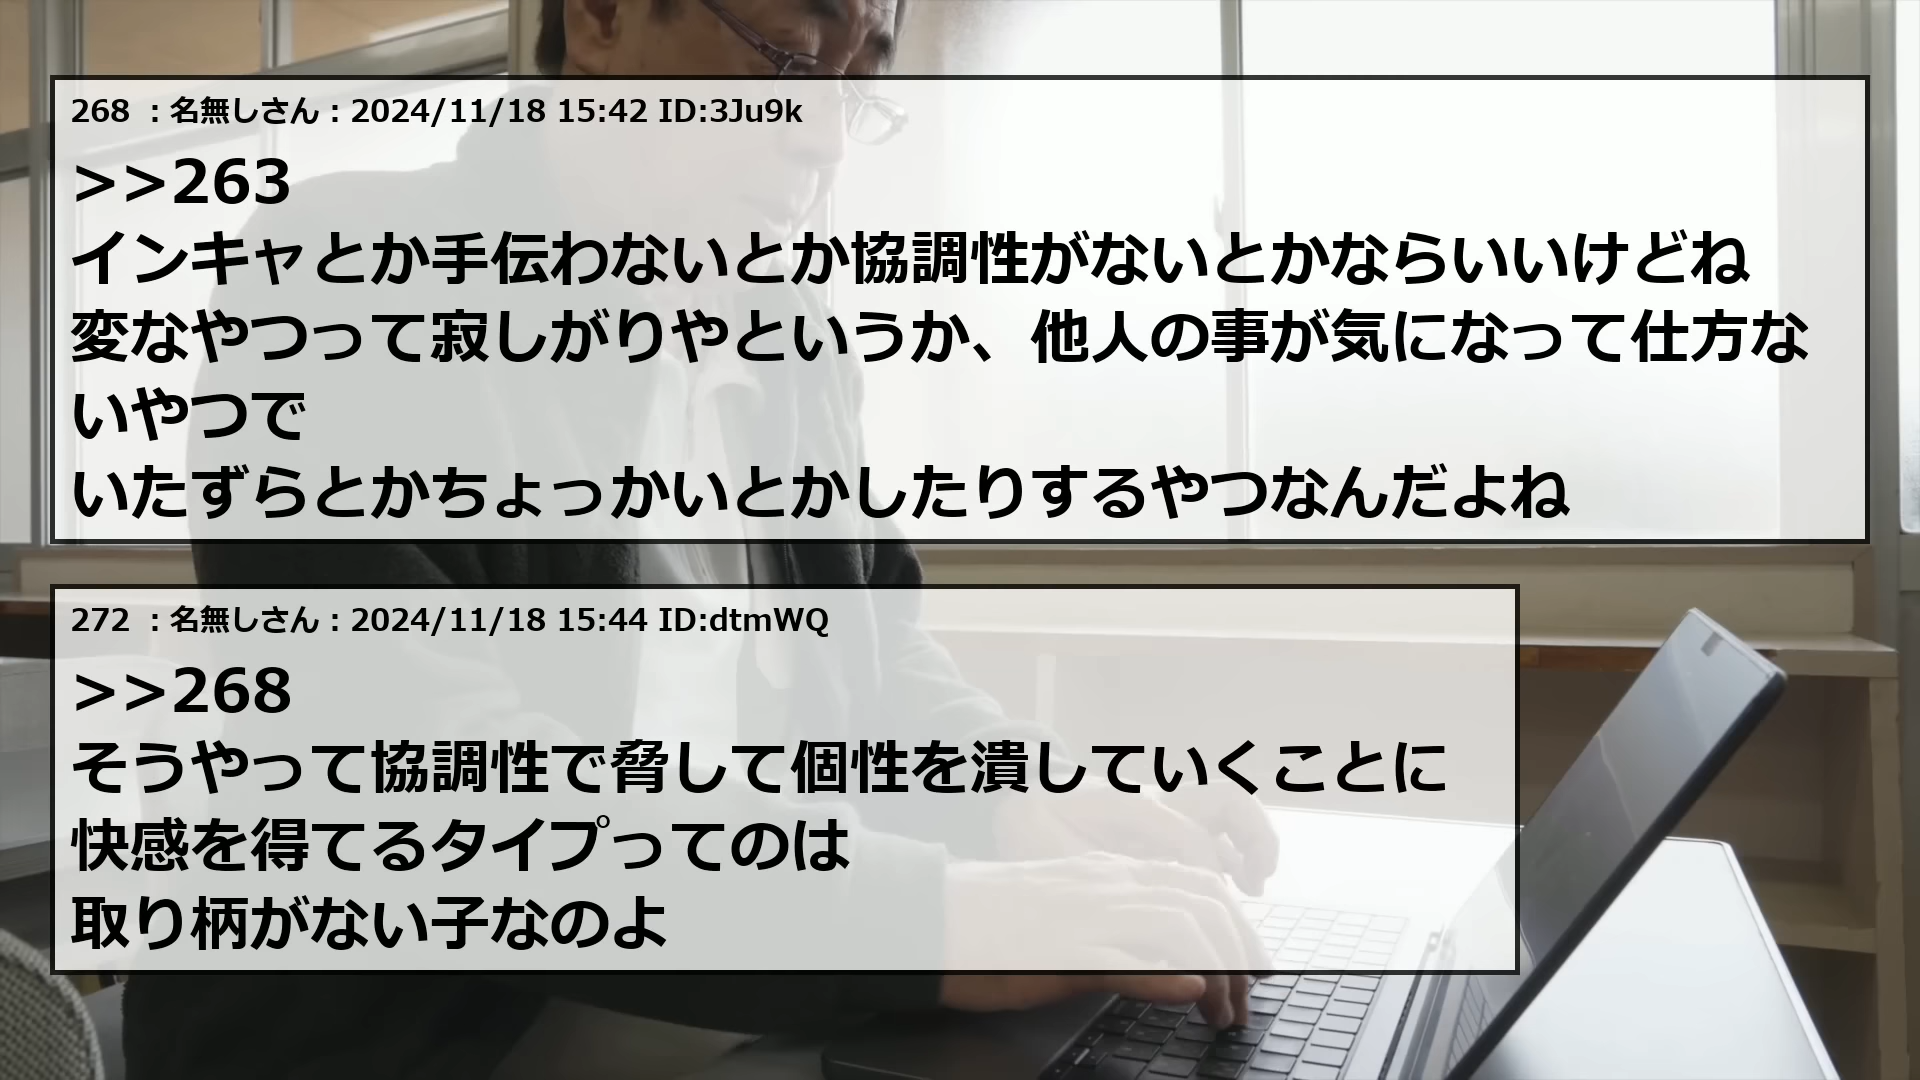 268 ：名無しさん：2024/11/18 15:42 ID:3Ju9k
>>263
インキャとか手伝わないとか協調性がないとかならいいけどね
変なやつって寂しがりやというか、他人の事が気になって仕方な
いやつで
いたずらとかちょっかいとかしたりするやつなんだよね
272 ：名無しさん：2024/11/18 15:44 ID:dtmWQ
>>268
そうやって協調性で脅して個性を潰していくことに
快感を得てるタイプってのは
取り柄がない子なのよ